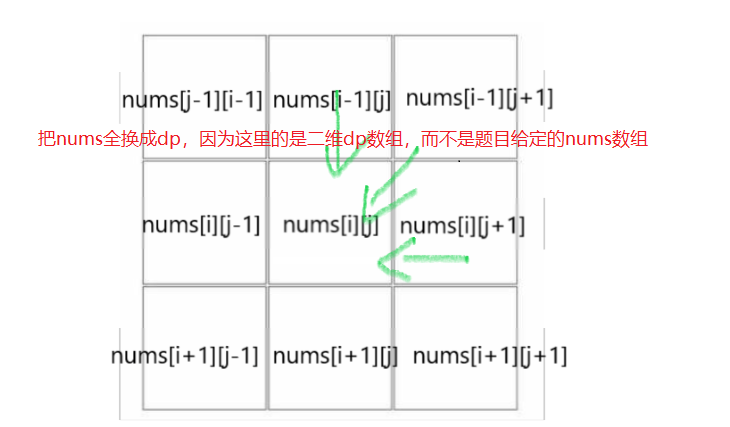 nums[j-1][i-1] nums[i-1][j] nums[i-1][j+1]
把nums全换成dp，因为这里的是二维dp数组，而不是题目给定的nums数组
nums[i][j-1] nums[i][j] nums[i][j+1]
nums[i+1][j-1] nums[i+1][j] nums[i+1][j+1]